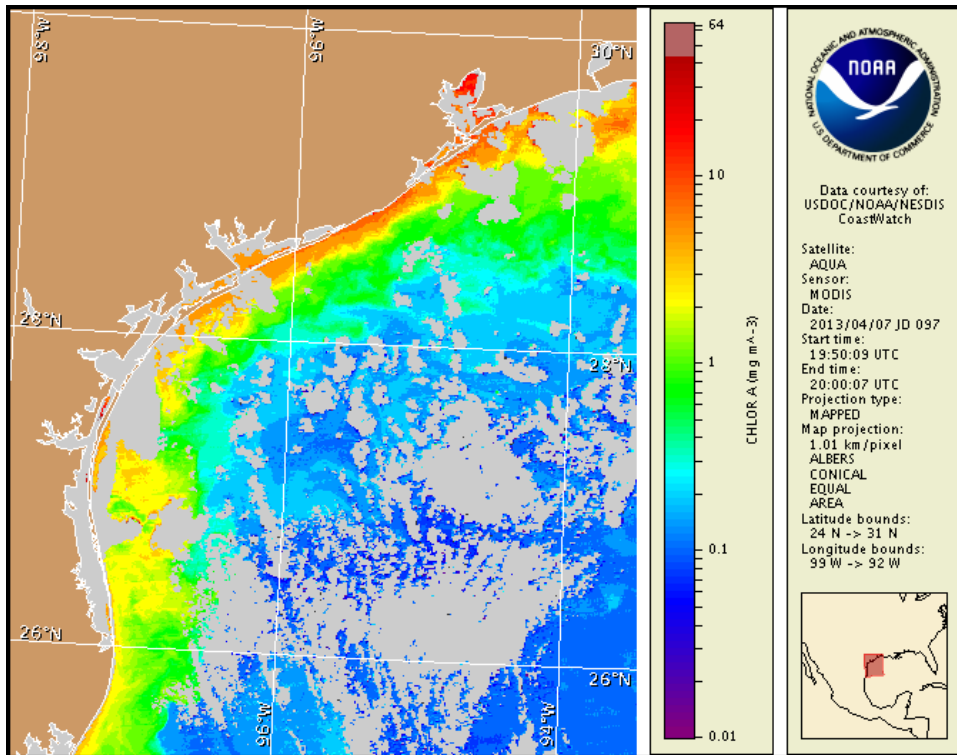 98°W
96°W
30°N
28°N
28°N
26°N
26°N
96°W
94°W
64
10
1
0.1
0.01
CHLOR A (mg m^-3)
NATIONAL OCEANIC AND ATMOSPHERIC ADMINISTRATION
NOAA
U.S. DEPARTMENT OF COMMERCE
Data courtesy of:
USDOC/NOAA/NESDIS
CoastWatch
Satellite:
AQUA
Sensor:
MODIS
Date:
2013/04/07 JD 097
Start time:
19:50:09 UTC
End time:
20:00:07 UTC
Projection type:
MAPPED
Map projection:
1.01 km/pixel
ALBERS
CONICAL
EQUAL
AREA
Latitude bounds:
24 N -> 31 N
Longitude bounds:
99 W -> 92 W